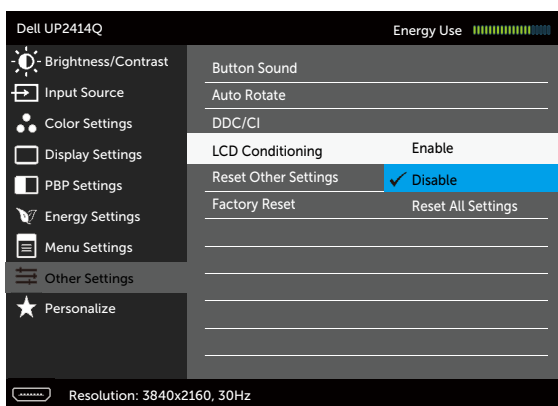 Dell UP2414Q Energy Use
Brightness/Contrast
Input Source
Color Settings
Display Settings
PBP Settings
Energy Settings
Menu Settings
Other Settings
Personalize
Button Sound
Auto Rotate
DDC/CI
LCD Conditioning Enable
Reset Other Settings Disable
Factory Reset Reset All Settings
Resolution: 3840x2160, 30Hz